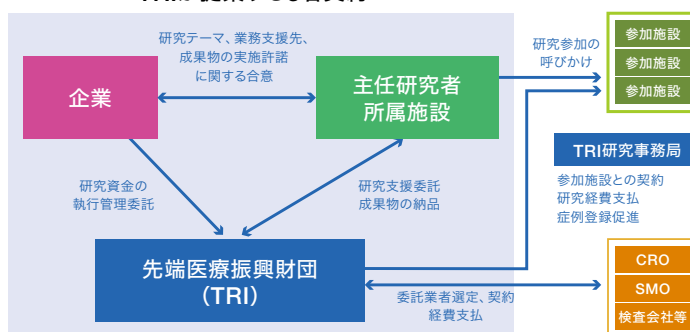 研究テーマ、業務支援先、
成果物の実施許諾
に関する合意
企業
主任研究者
所属施設
研究参加の
呼びかけ
参加施設
参加施設
参加施設
TRI研究事務局
参加施設との契約
研究経費支払
症例登録促進
研究資金の
執行管理委託
研究支援委託
成果物の納品
先端医療振興財団
（TRI）
委託業者選定、契約
経費支払
CRO
SMO
検査会社等